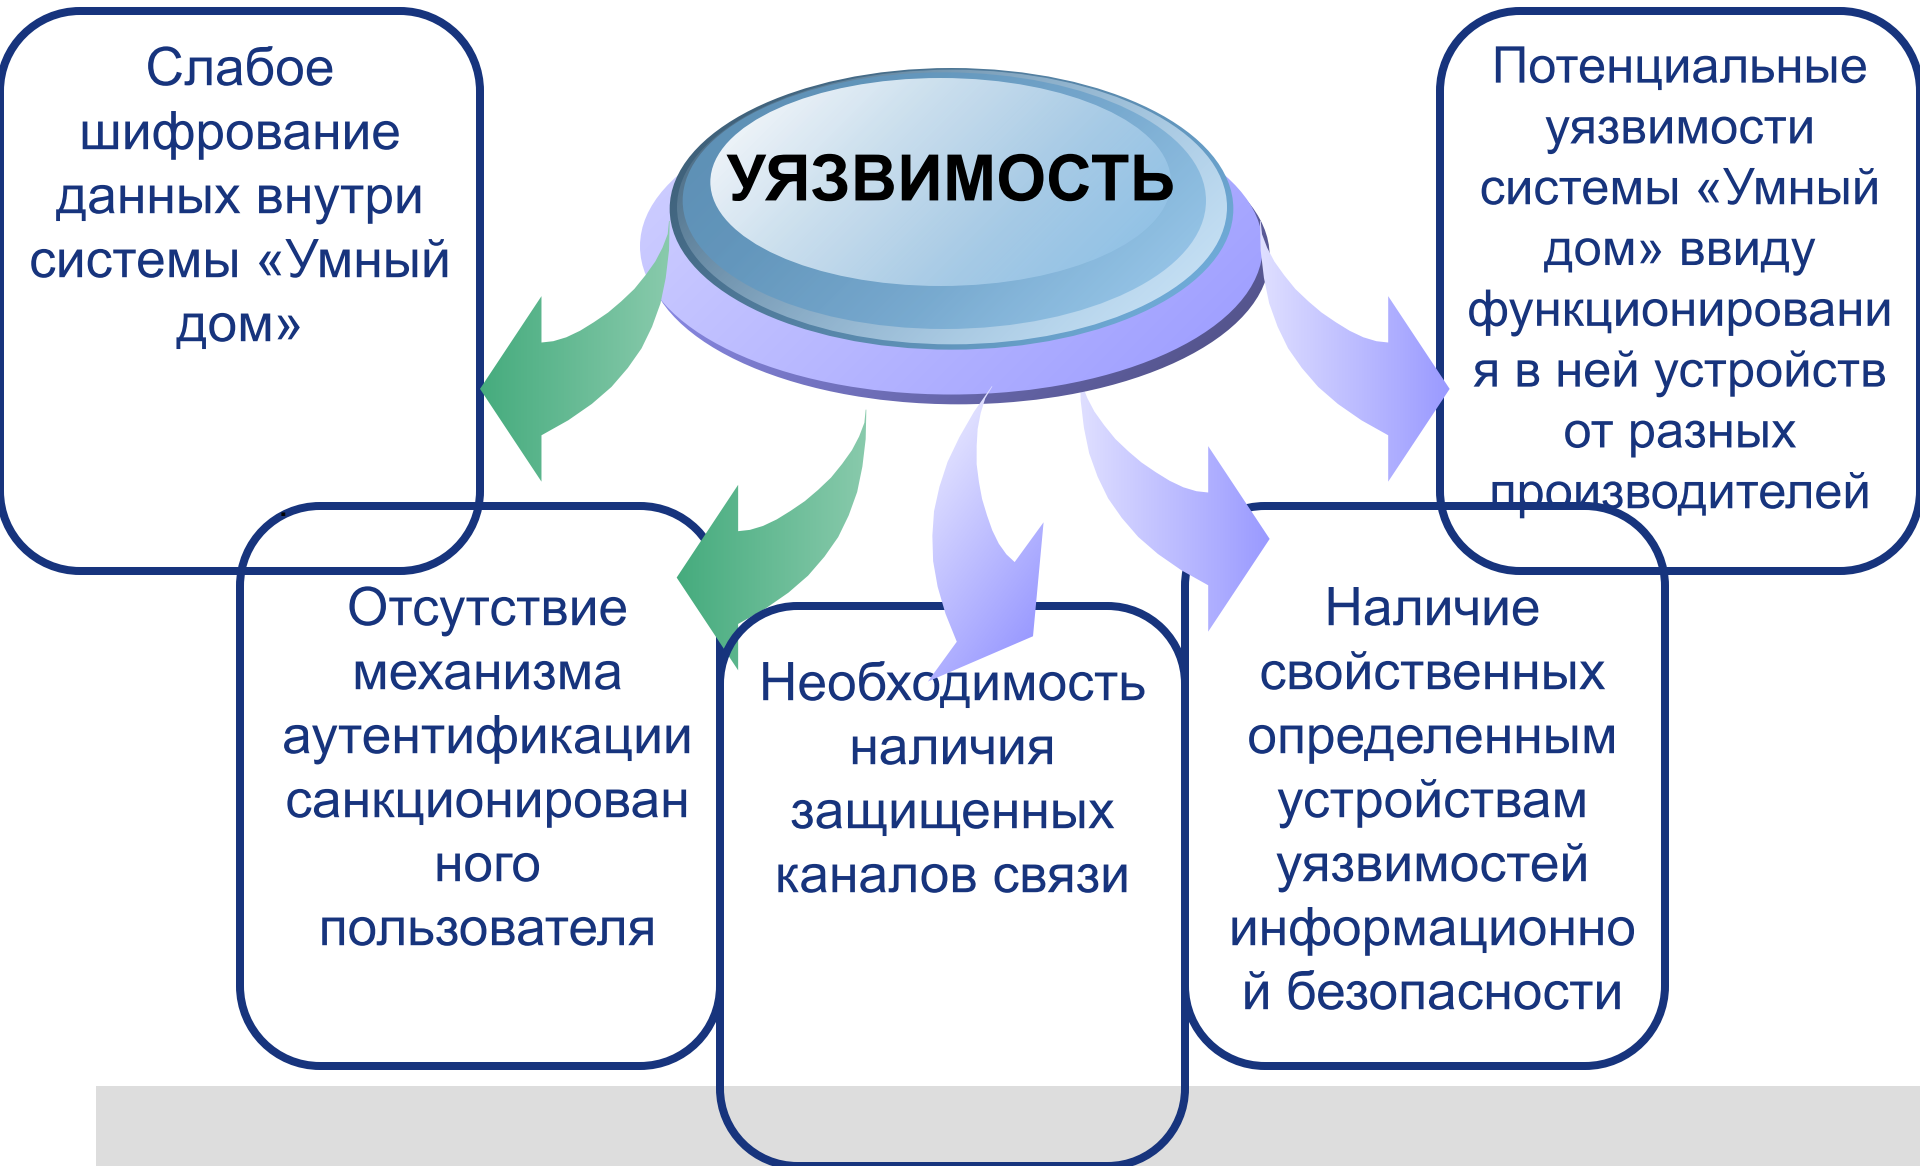 Слабое
шифрование
данных внутри
системы «Умный
дом»
УЯЗВИМОСТЬ
Потенциальные
уязвимости
системы «Умный
дом» ввиду
функционировани
я в ней устройств
от разных
производителей
Отсутствие
механизма
аутентификации
санкционирован
ного
пользователя
Необходимость
наличия
защищенных
каналов связи
Наличие
свойственных
определенным
устройствам
уязвимостей
информационно
й безопасности